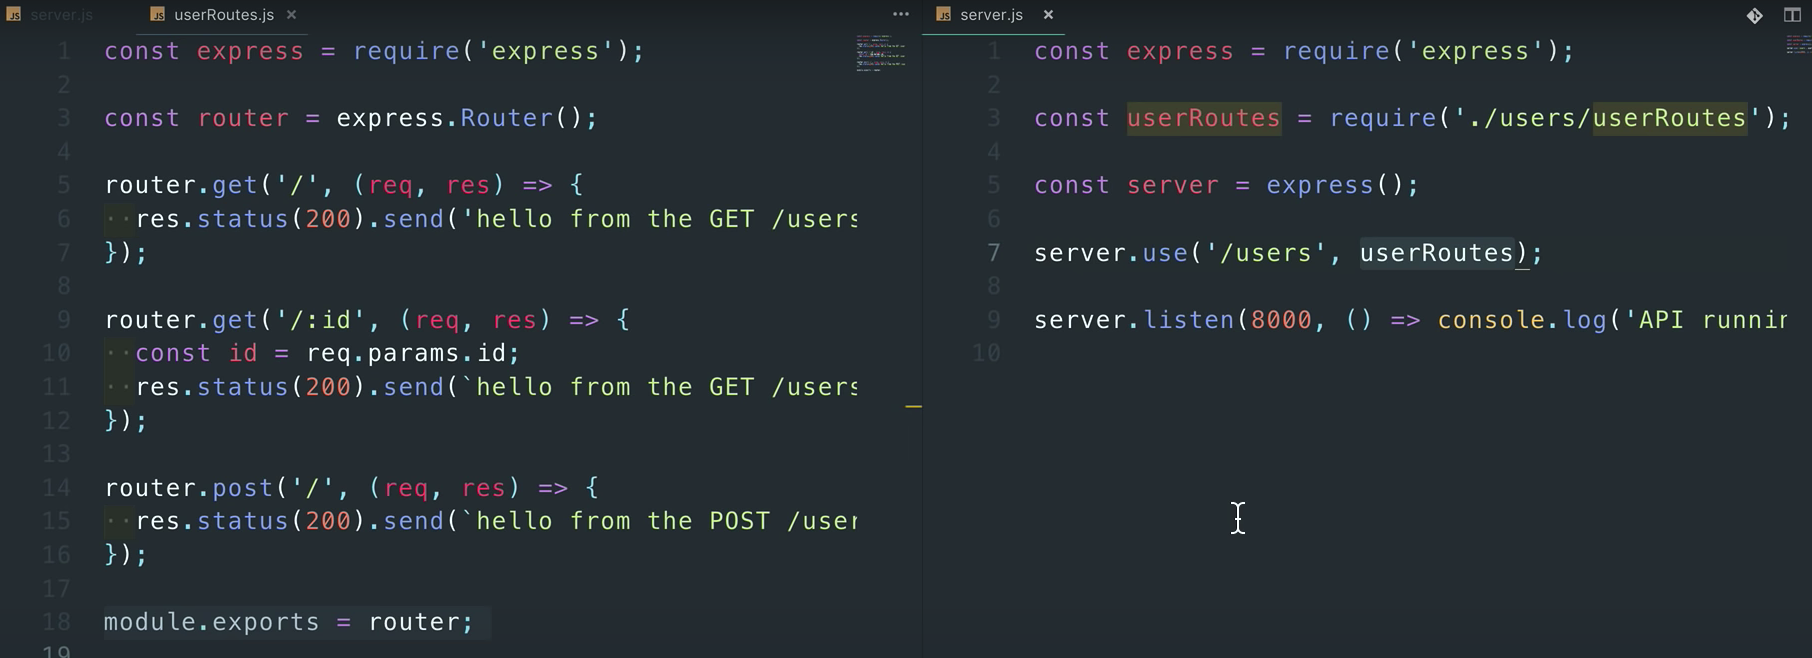 JS server.js
JS userRoutes.js ×
1 const express = require('express');
2
3 const router = express.Router();
4
5 router.get('/', (req, res) => {
6 ··res.status(200).send('hello from the GET /users
7 });
8
9 router.get('/:id', (req, res) => {
10 ··const id = req.params.id;
11 ··res.status(200).send(`hello from the GET /users
12 });
13
14 router.post('/', (req, res) => {
15 ··res.status(200).send(`hello from the POST /user
16 });
17
18 module.exports = router;
19
JS server.js ×
1 const express = require('express');
2
3 const userRoutes = require('./users/userRoutes');
4
5 const server = express();
6
7 server.use('/users', userRoutes);
8
9 server.listen(8000, () => console.log('API runnin
10